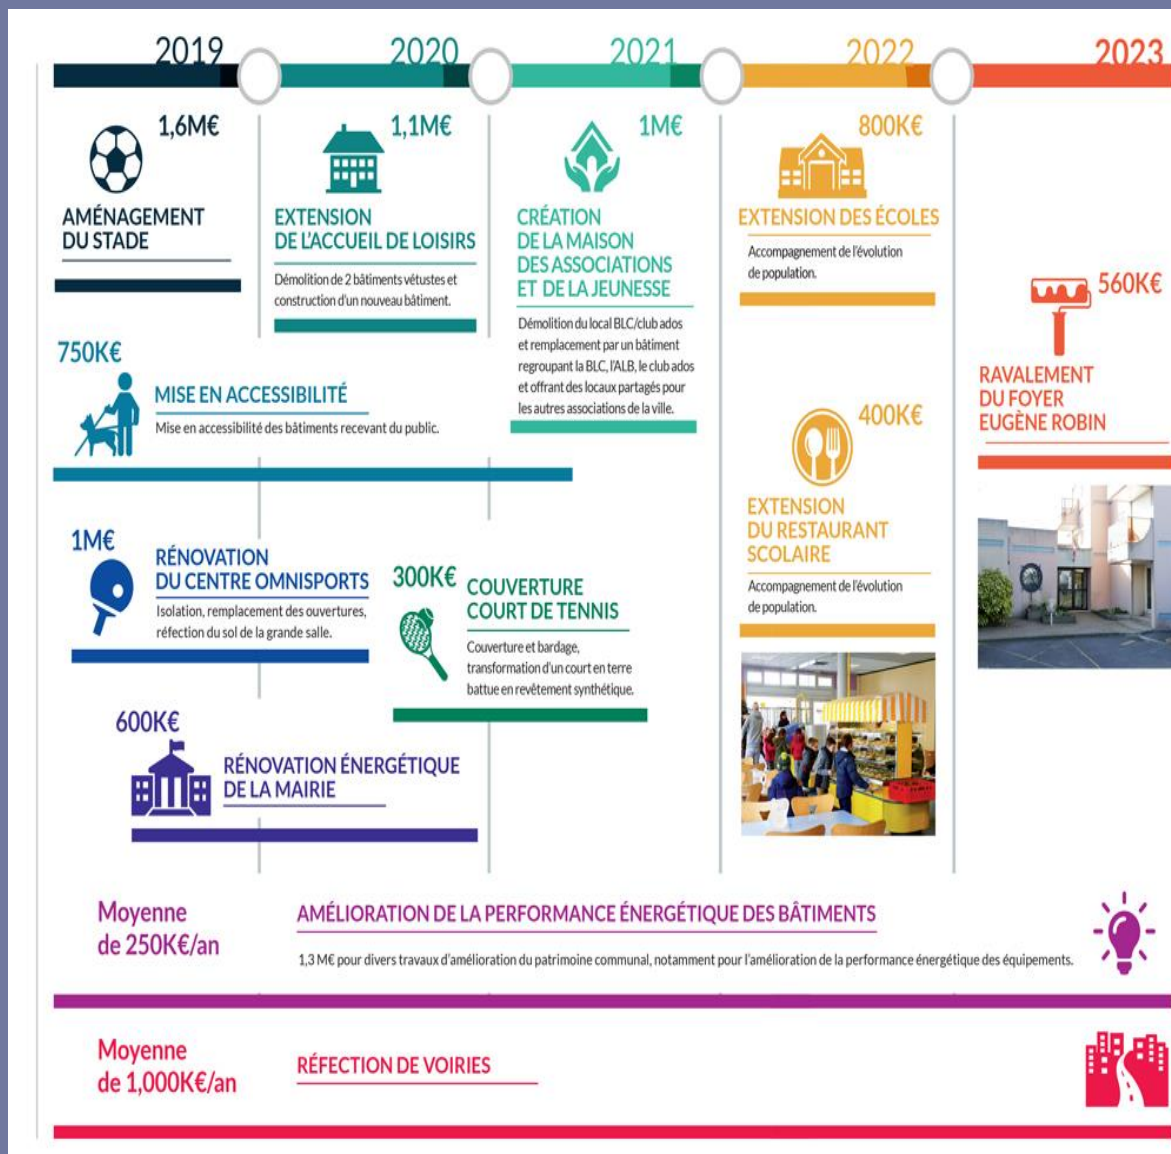 2019
2020
2021
2022
2023
1,6M€
AMÉNAGEMENT
DU STADE
1,1M€
EXTENSION
DE L'ACCUEIL DE LOISIRS
Démolition de 2 bâtiments vétustes et
construction d'un nouveau bâtiment.
1M€
CRÉATION
DE LA MAISON
DES ASSOCIATIONS
ET DE LA JEUNESSE
Démolition du local BLC/club ados
et remplacement par un bâtiment
regroupant la BLC, l'ALB, le club ados
et offrant des locaux partagés pour
les autres associations de la ville.
800K€
EXTENSION DES ÉCOLES
Accompagnement de l'évolution
de population.
560K€
RAVALEMENT
DU FOYER
EUGÈNE ROBIN
750K€
MISE EN ACCESSIBILITÉ
Mise en accessibilité des bâtiments recevant du public.
400K€
EXTENSION
DU RESTAURANT
SCOLAIRE
Accompagnement de l'évolution
de population.
1M€
RÉNOVATION
DU CENTRE OMNISPORTS
Isolation, remplacement des ouvertures,
réfection du sol de la grande salle.
300K€
COUVERTURE
COURT DE TENNIS
Couverture et bardage,
transformation d'un court en terre
battue en revêtement synthétique.
600K€
RÉNOVATION ÉNERGÉTIQUE
DE LA MAIRIE
Moyenne
de 250K€/an
AMÉLIORATION DE LA PERFORMANCE ÉNERGÉTIQUE DES BÂTIMENTS
1,3 M€ pour divers travaux d'amélioration du patrimoine communal, notamment pour l'amélioration de la performance énergétique des équipements.
Moyenne
de 1,000K€/an
RÉFECTION DE VOIRIES